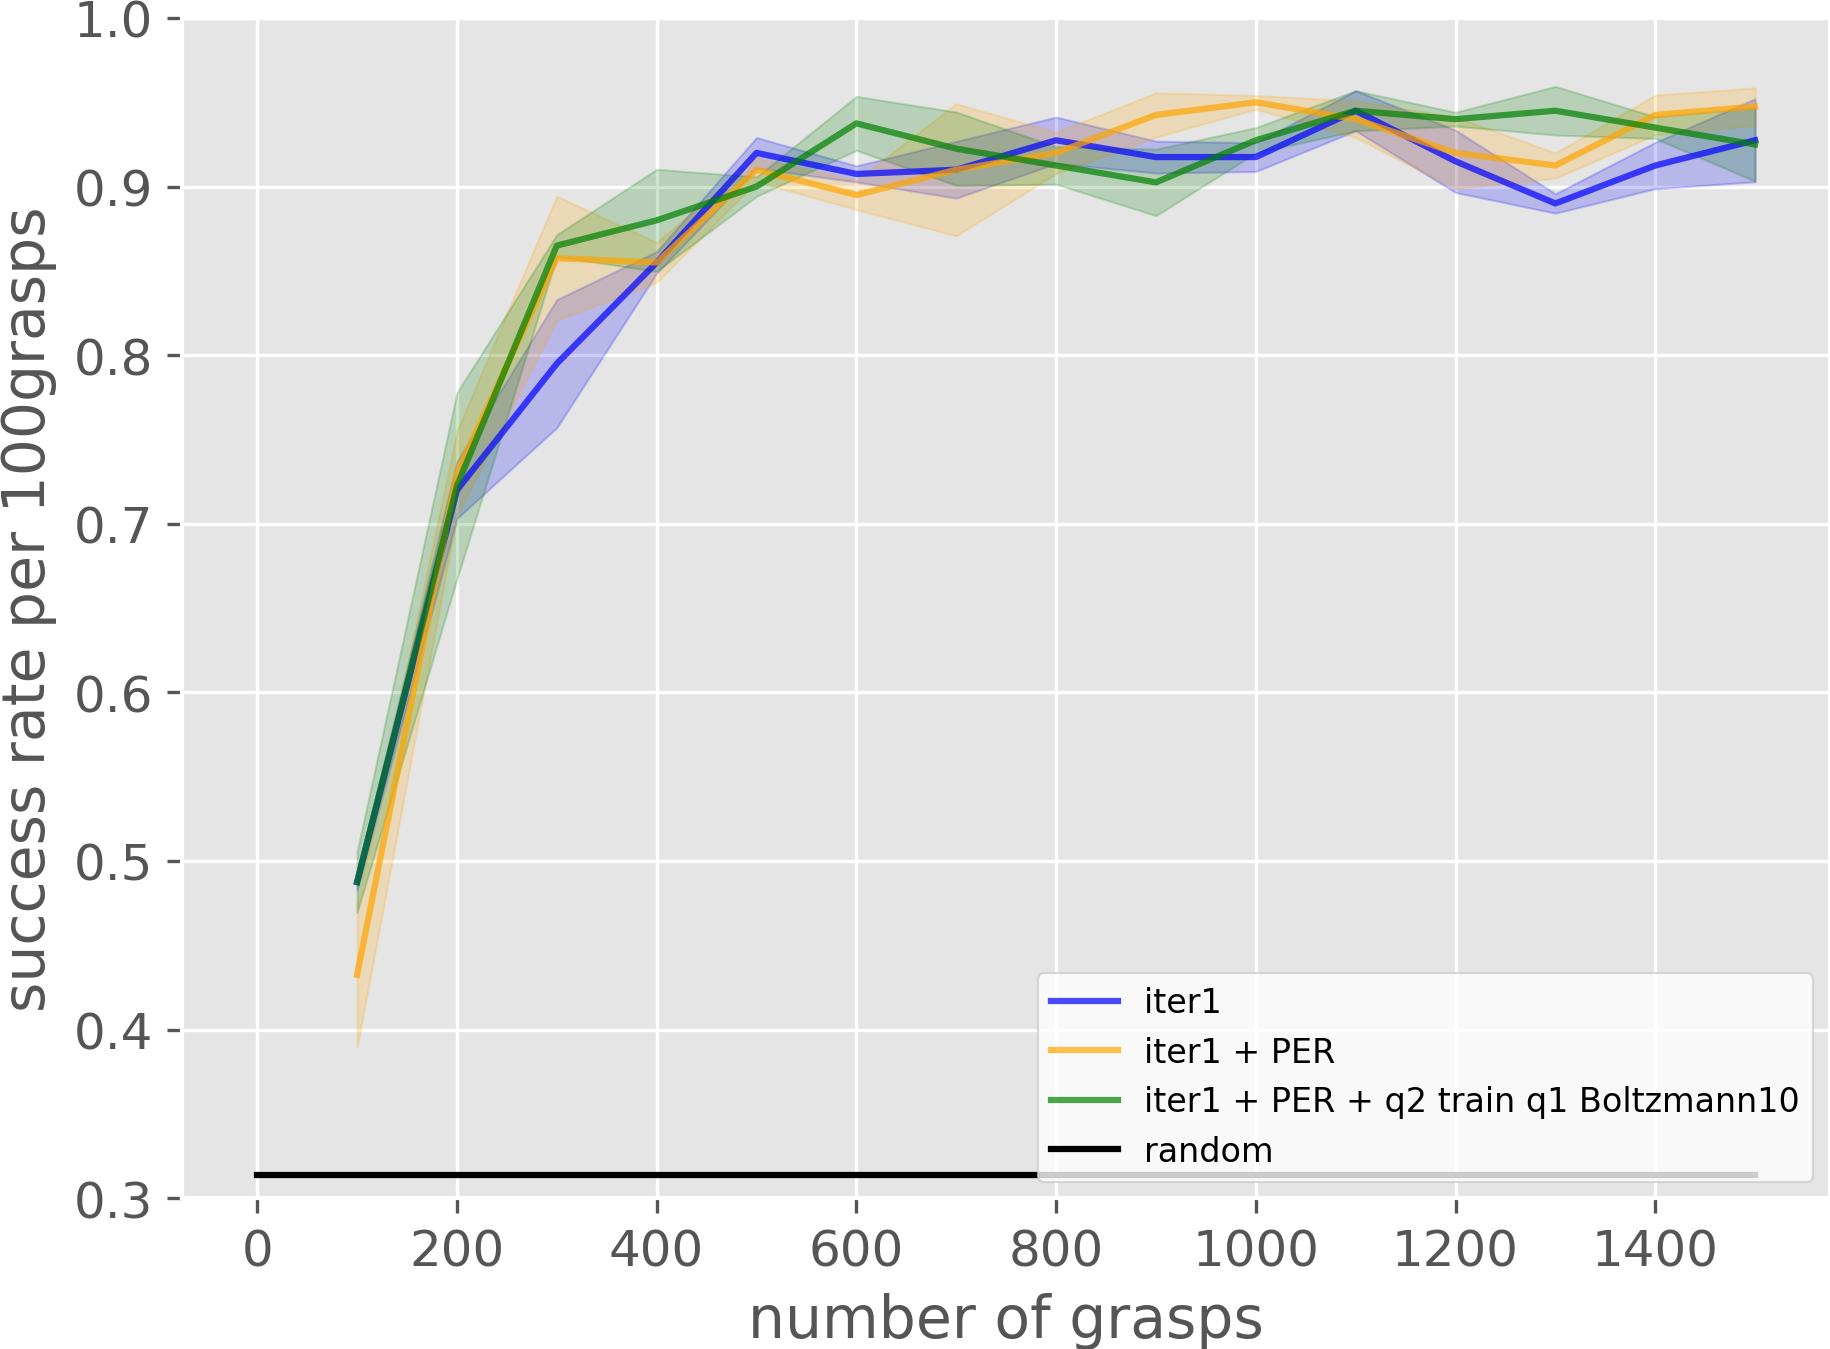 success rate per 100grasps
1.0
0.9
0.8
0.7
0.6
0.5
0.4
0.3
iter1
iter1 + PER
iter1 + PER + q2 train q1 Boltzmann10
random
0 200 400 600 800 1000 1200 1400
number of grasps